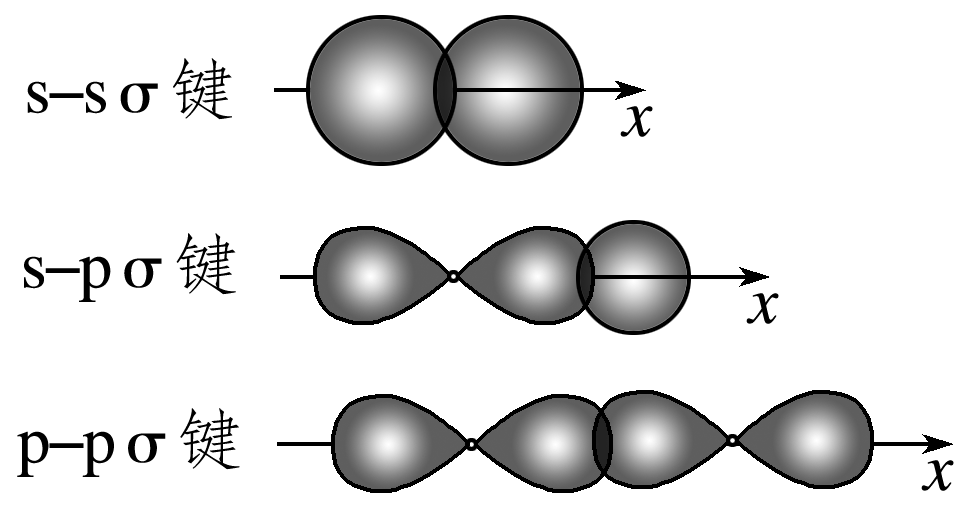 s–s σ 键
x
s–p σ 键
x
p–p σ 键
x